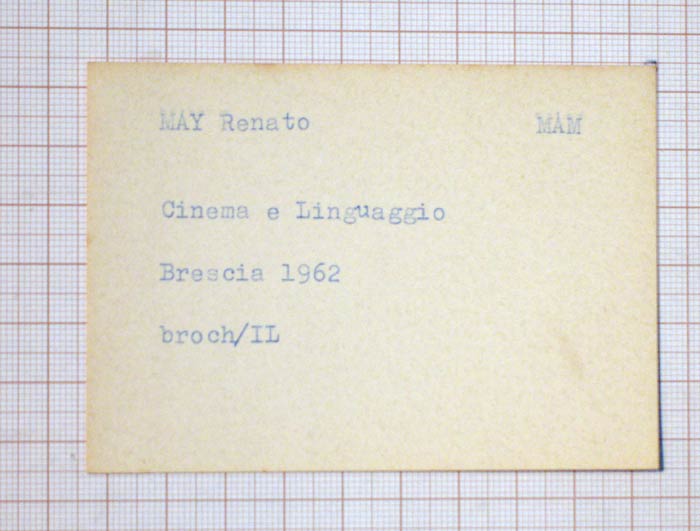 MAY Renato MAM
Cinema e Linguaggio
Brescia 1962
broch/IL